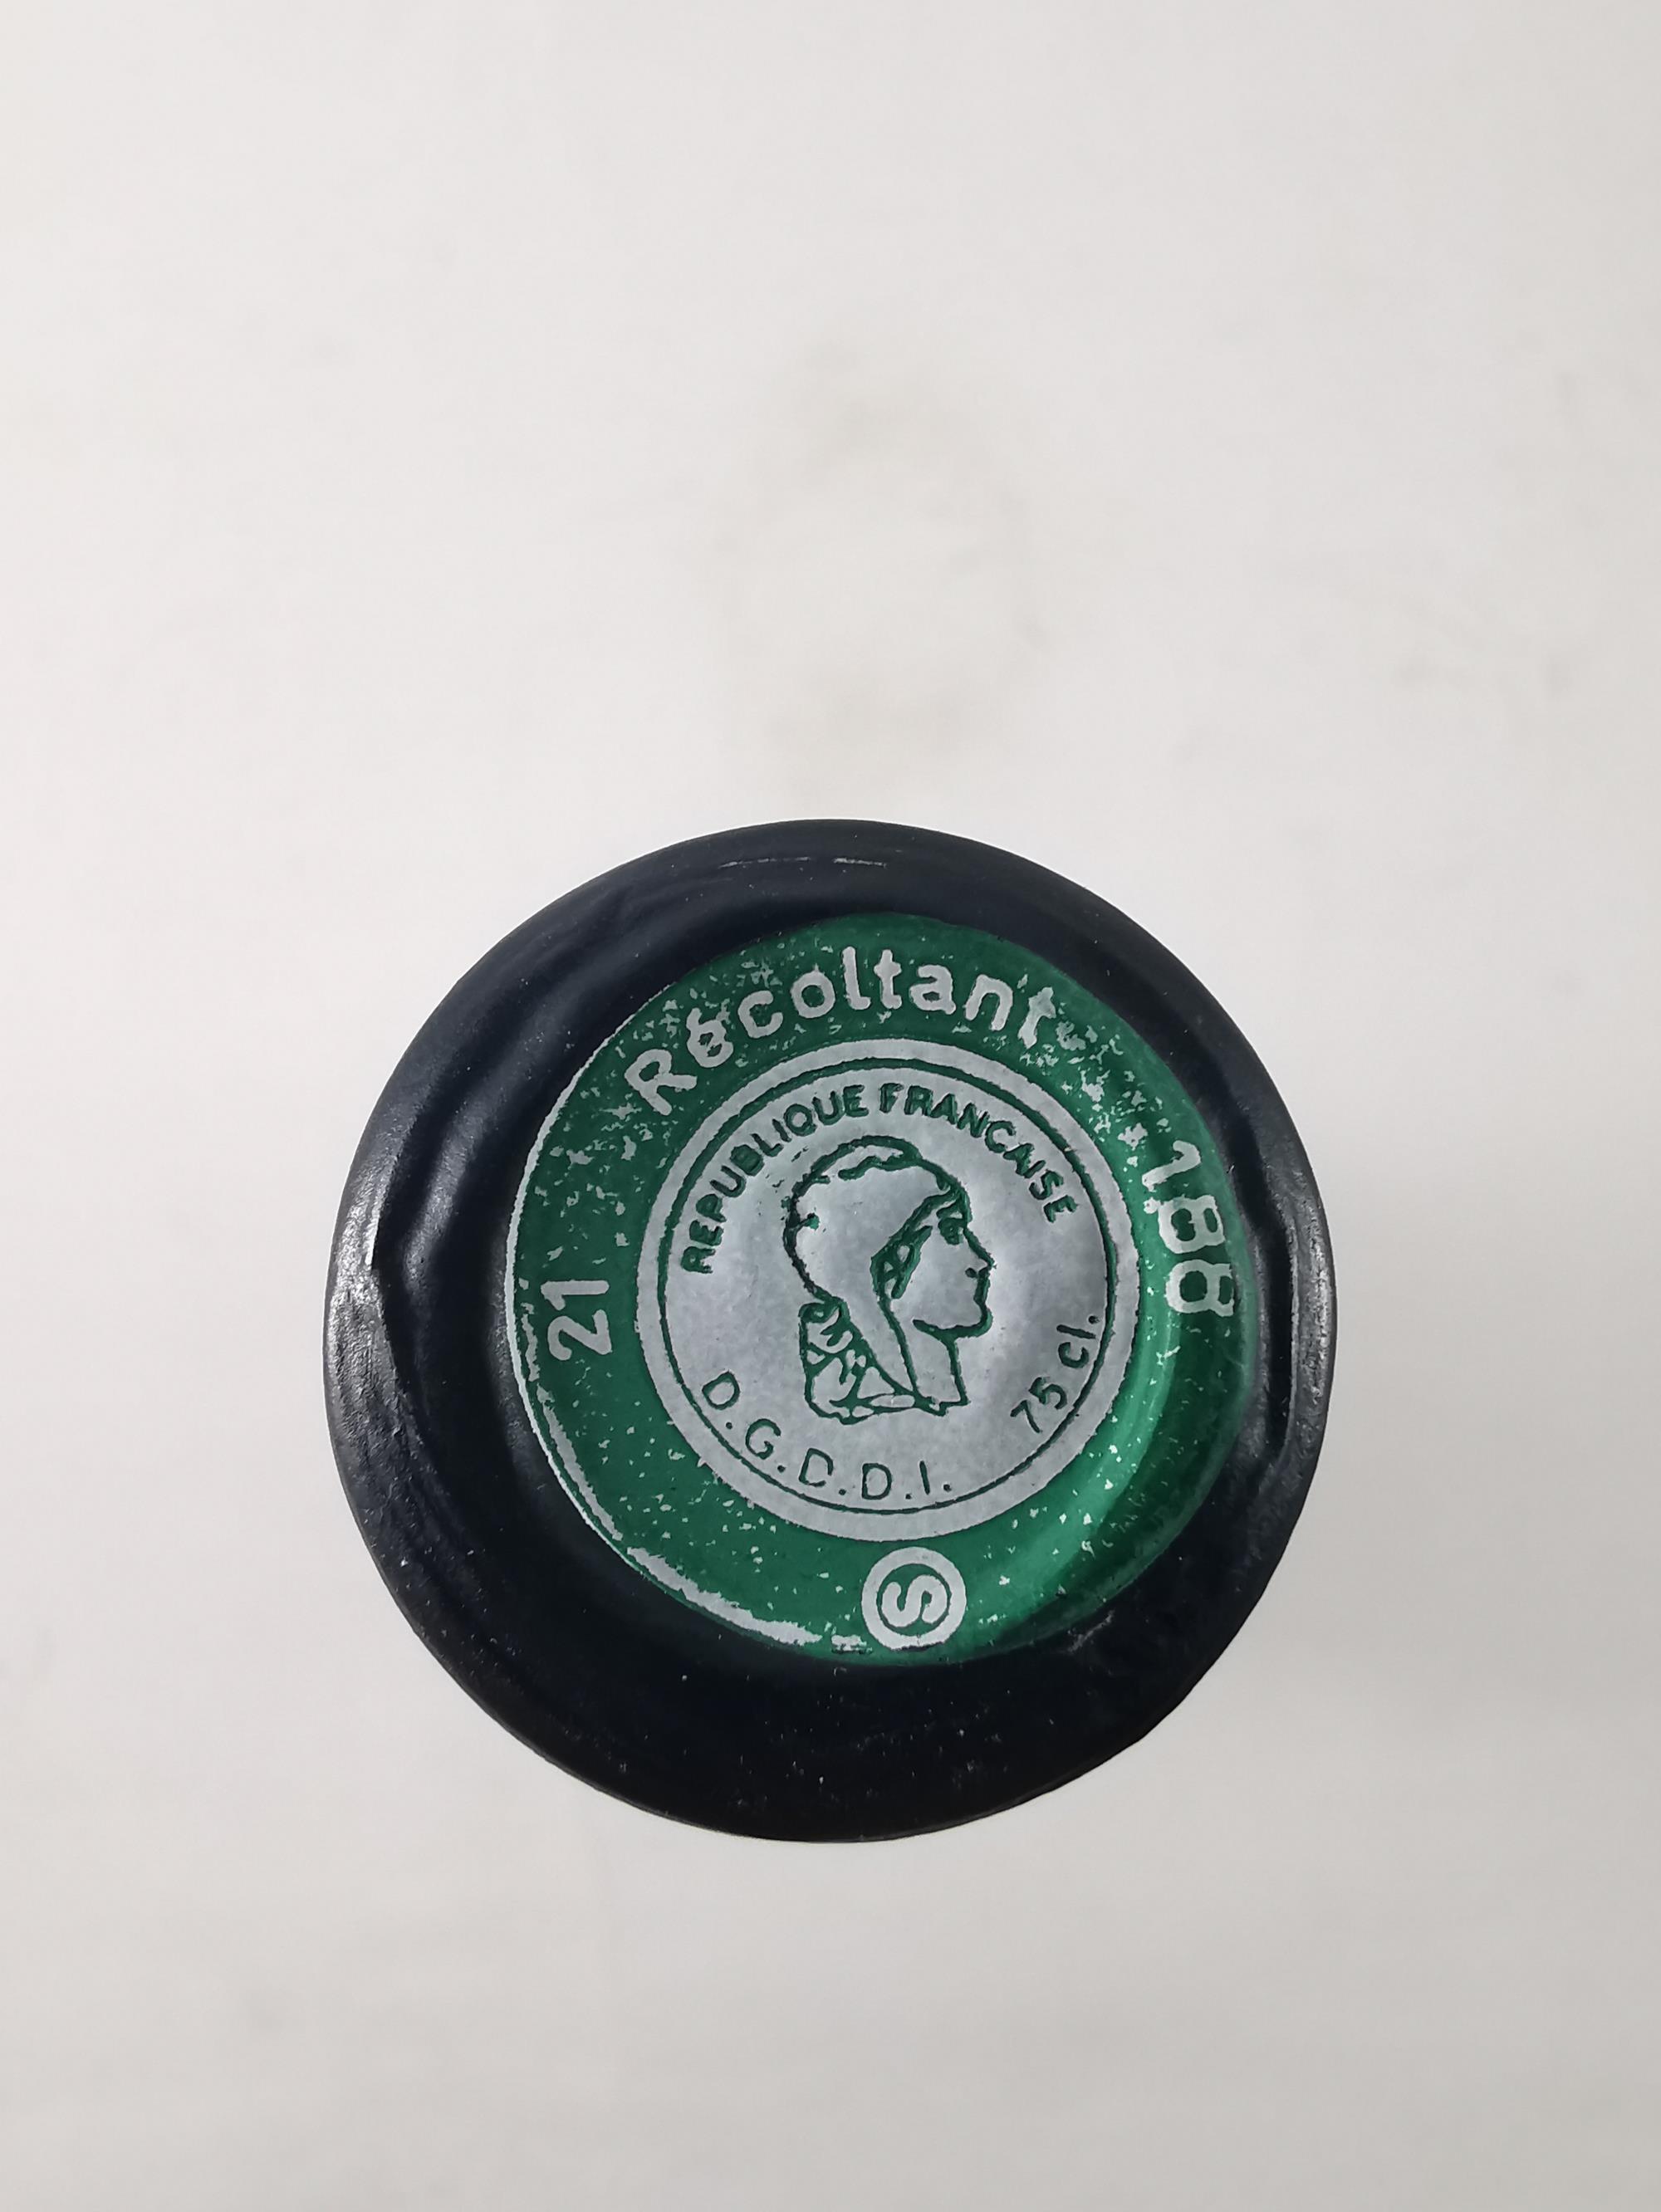 21 Récoltant 188
REPUBLIQUE FRANCAISE
D.G.D.D.I. 75 cl.
S